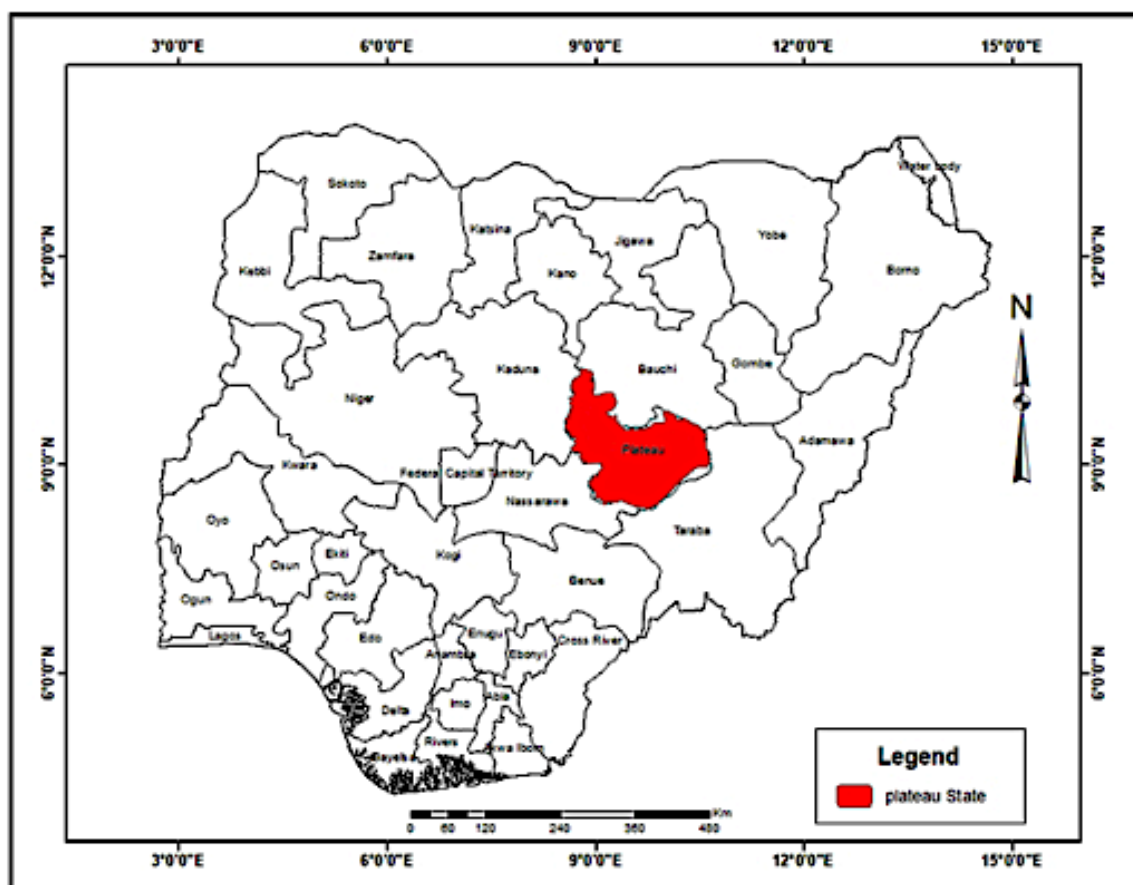 3°0'0"E 6°0'0"E 9°0'0"E 12°0'0"E 15°0'0"E
Water body
Sokoto
Katsina
Jigawa
Yobe
Zamfara
12°0'0"N
12°0'0"N
Kebbi
Kano
Borno
N
Kaduna
Bauchi
Gombe
Niger
Adamawa
Plateau
9°0'0"N
9°0'0"N
Kwara
Federal Capital Territory
Nassarawa
Oyo
Taraba
Kogi
Osun
Ekiti
Benue
Ogun
Ondo
Lagos
Edo
Enugu
Cross River
Anambra
Ebonyi
6°0'0"N
6°0'0"N
Delta
Imo
Abia
Rivers
Akwa Ibom
Bayelsa
Legend
plateau State
Km
0 60 120 240 360 480
3°0'0"E 6°0'0"E 9°0'0"E 12°0'0"E 15°0'0"E